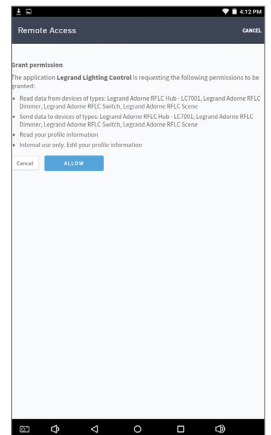 4:12 PM
Remote Access CANCEL
Grant permission
The application Legrand Lighting Control is requesting the following permissions to be
granted:
• Read data from devices of types: Legrand Adorne RFLC Hub - LC7001, Legrand Adorne RFLC
Dimmer, Legrand Adorne RFLC Switch, Legrand Adorne RFLC Scene
• Send data to devices of types: Legrand Adorne RFLC Hub - LC7001, Legrand Adorne RFLC
Dimmer, Legrand Adorne RFLC Switch, Legrand Adorne RFLC Scene
• Read your profile information
• Internal use only. Edit your profile information
Cancel ALLOW